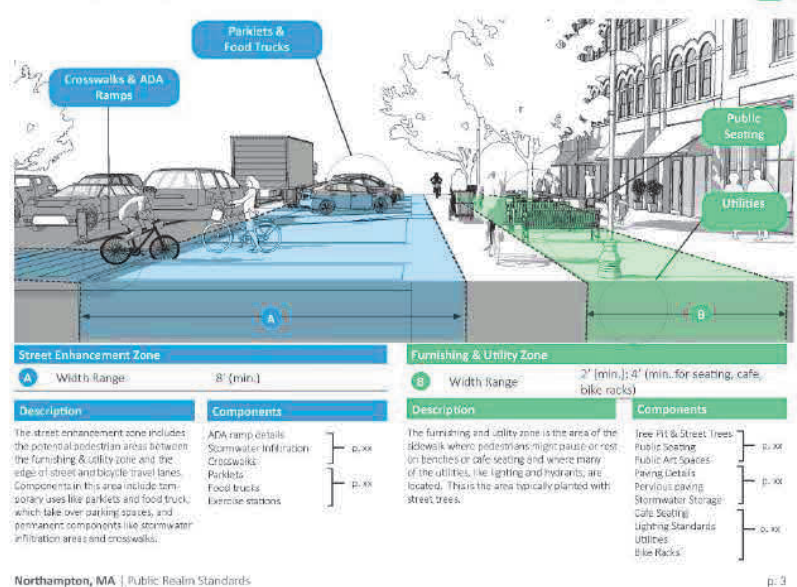 Parklets &
Food Trucks
Crosswalks & ADA
Ramps
Public
Seating
Utilities
A
B
Street Enhancement Zone
A Width Range 8' (min.)
Furnishing & Utility Zone
B Width Range 2' (min.); 4' (min. for seating, cafe,
bike racks)
Description
The street enhancement zone includes
the potential pedestrian areas between
the furnishing & utility zone and the
edge of street and bicycle travel lanes.
Components in this area include tem-
porary uses like parklets and food truck,
which take over parking spaces, and
permanent components like stormwater
infiltration areas and crosswalks.
Components
ADA ramp details
Stormwater Infiltration
Crosswalks
p. xx
Parklets
Food trucks
Exercise stations
p. xx
Description
The furnishing and utility zone is the area of the
sidewalk where pedestrians might pause or rest
on benches or cafe seating and where many
of the utilities, like lighting and hydrants, are
located. This is the area typically planted with
street trees.
Components
Tree Pit & Street Trees
Public Seating
Public Art Spaces
p. xx
Paving Details
Pervious paving
Stormwater Storage
p. xx
Cafe Seating
Lighting Standards
Utilities
Bike Racks
p. xx
Northampton, MA | Public Realm Standards
p. 3